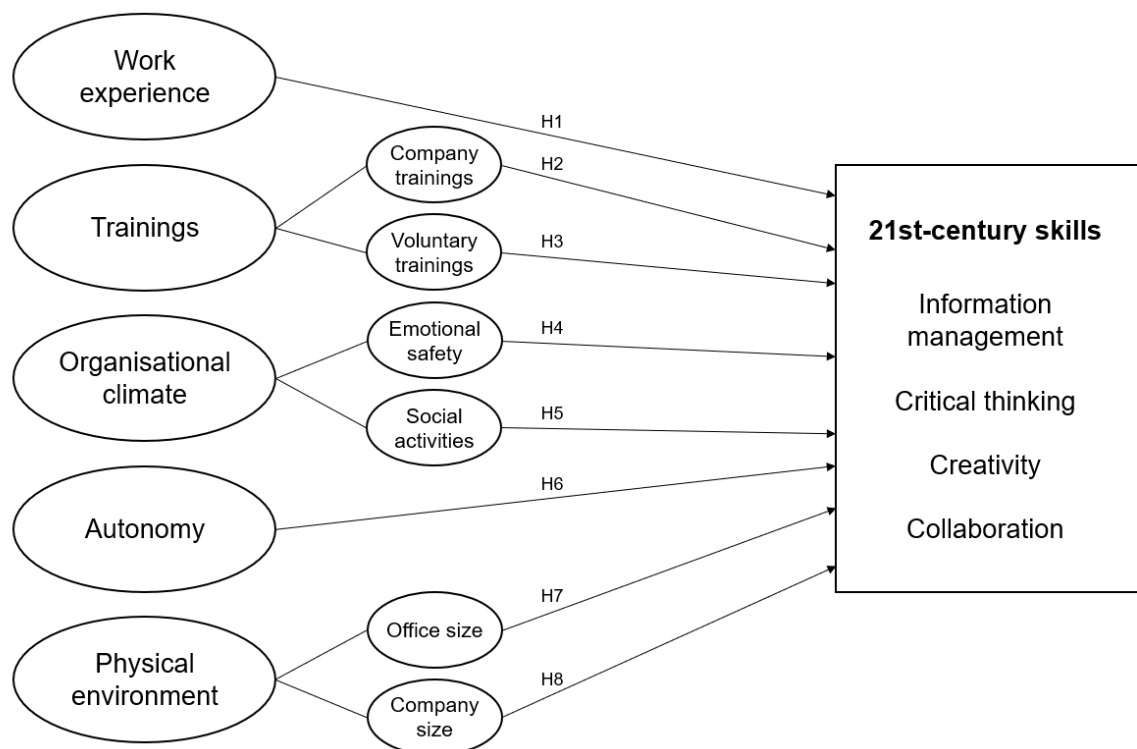 Work
experience
H1
Trainings
Company
trainings
H2
Voluntary
trainings
H3
Organisational
climate
Emotional
safety
H4
Social
activities
H5
Autonomy
H6
Physical
environment
Office size
H7
Company
size
H8
21st-century skills
Information
management
Critical thinking
Creativity
Collaboration